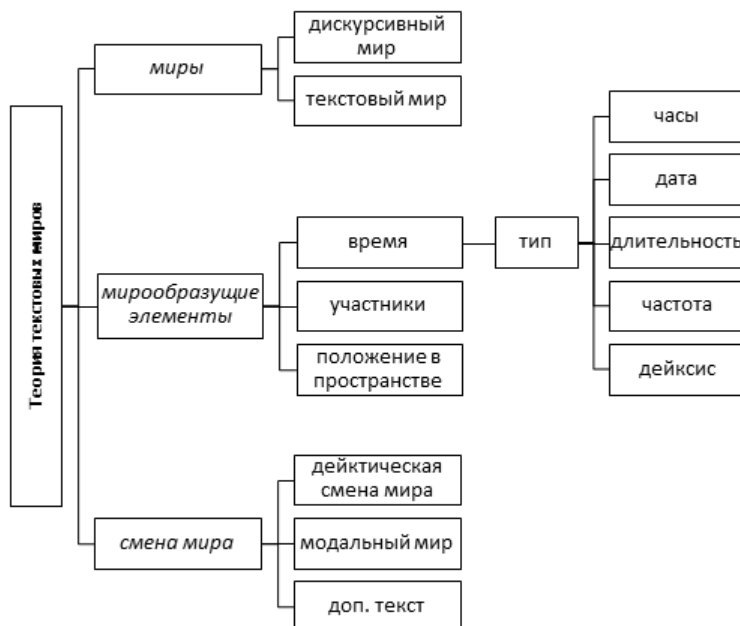 Теория текстовых миров
миры
дискурсивный
мир
текстовый мир
мирообразущие
элементы
время
участники
положение в
пространстве
тип
часы
дата
длительность
частота
дейксис
смена мира
дейктическая
смена мира
модальный мир
доп. текст